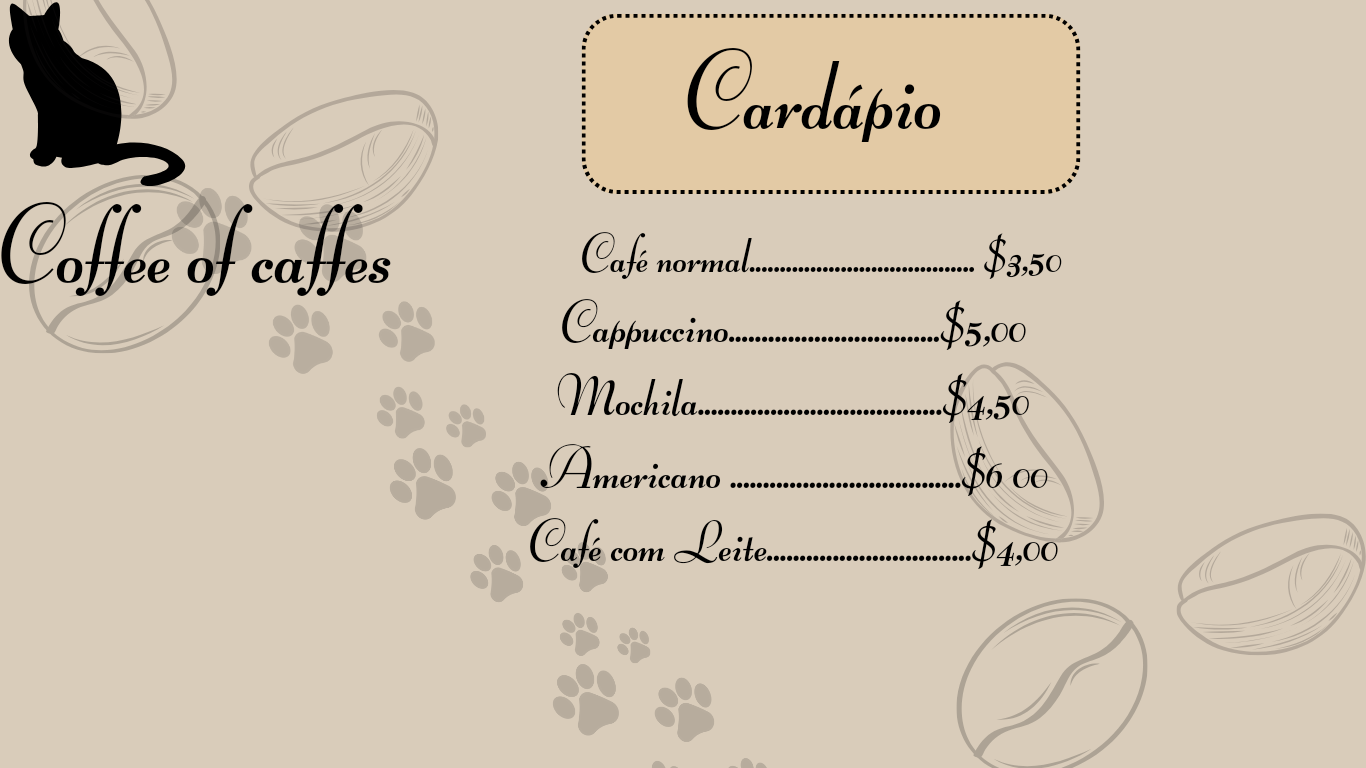 Coffee of caffes
Cardápio
Café normal.................................... $3,50
Cappuccino................................$5,00
Mochila.....................................$4,50
Americano ...................................$6 00
Café com Leite...............................$4,00